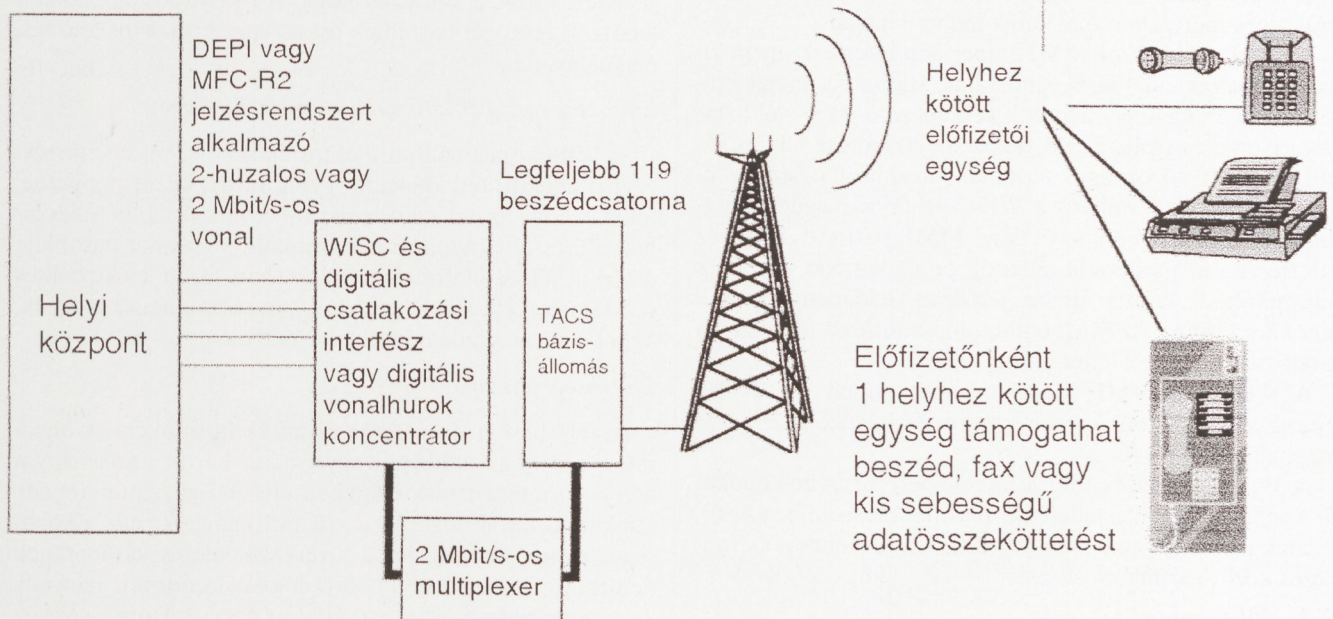 DEPI vagy
MFC-R2
jelzésrendszert
alkalmazó
2-huzalos vagy
2 Mbit/s-os
vonal
Helyi
központ
WiSC és
digitális
csatlakozási
interfész
vagy digitális
vonalhurok
koncentrátor
Legfeljebb 119
beszédcsatorna
TACS
bázis-
állomás
2 Mbit/s-os
multiplexer
Helyhez
kötött
előfizetői
egység
Előfizetőnként
1 helyhez kötött
egység támogathat
beszéd, fax vagy
kis sebességű
adatösszeköttetést